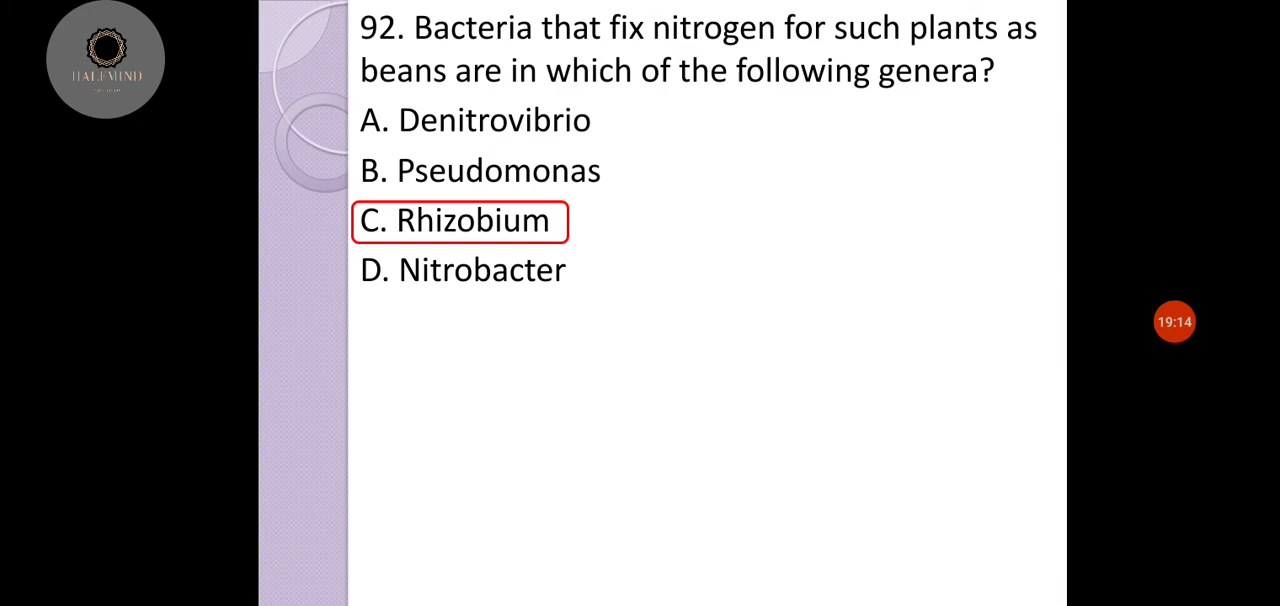 92. Bacteria that fix nitrogen for such plants as
beans are in which of the following genera?
A. Denitrovibrio
B. Pseudomonas
C. Rhizobium
D. Nitrobacter
HALEMIND
19:14